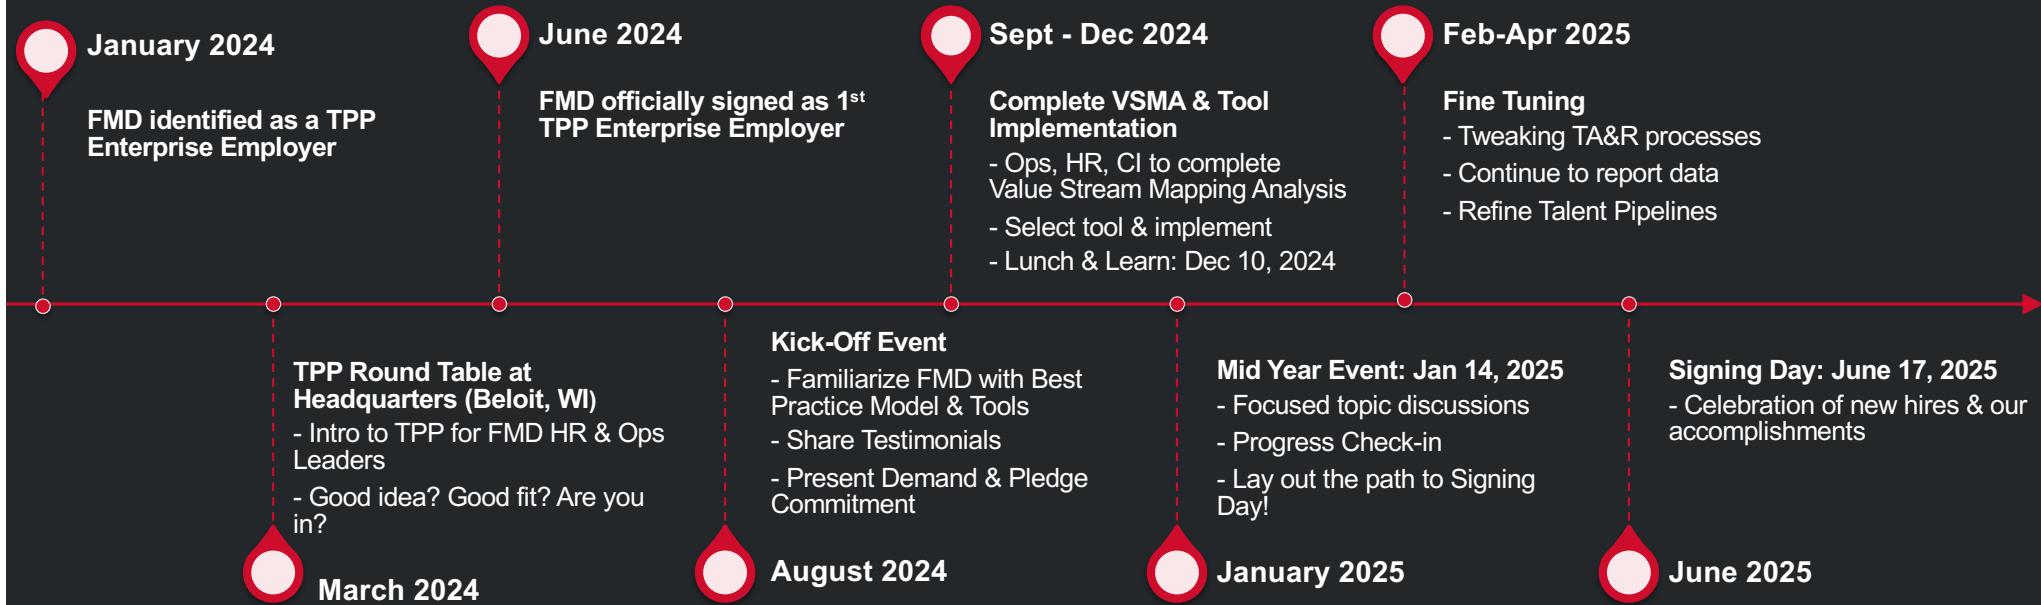 January 2024
FMD identified as a TPP
Enterprise Employer
June 2024
FMD officially signed as 1st
TPP Enterprise Employer
Sept - Dec 2024
Complete VSMA & Tool
Implementation
- Ops, HR, CI to complete
Value Stream Mapping Analysis
- Select tool & implement
- Lunch & Learn: Dec 10, 2024
Feb-Apr 2025
Fine Tuning
- Tweaking TA&R processes
- Continue to report data
- Refine Talent Pipelines
TPP Round Table at
Headquarters (Beloit, WI)
- Intro to TPP for FMD HR & Ops
Leaders
- Good idea? Good fit? Are you
in?
March 2024
Kick-Off Event
- Familiarize FMD with Best
Practice Model & Tools
- Share Testimonials
- Present Demand & Pledge
Commitment
August 2024
Mid Year Event: Jan 14, 2025
- Focused topic discussions
- Progress Check-in
- Lay out the path to Signing
Day!
January 2025
Signing Day: June 17, 2025
- Celebration of new hires & our
accomplishments
June 2025